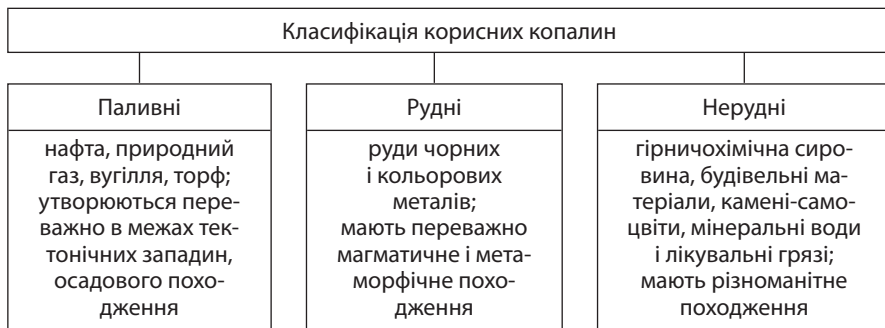 Класифікація корисних копалин
Паливні
нафта, природний
газ, вугілля, торф;
утворюються пере-
важно в межах тек-
тонічних западин,
осадового похо-
дження
Рудні
руди чорних
і кольорових
металів;
мають переважно
магматичне і мета-
морфічне похо-
дження
Нерудні
гірничохімічна сиро-
вина, будівельні ма-
теріали, камені-само-
цвіти, мінеральні води
і лікувальні грязі;
мають різноманітне
походження